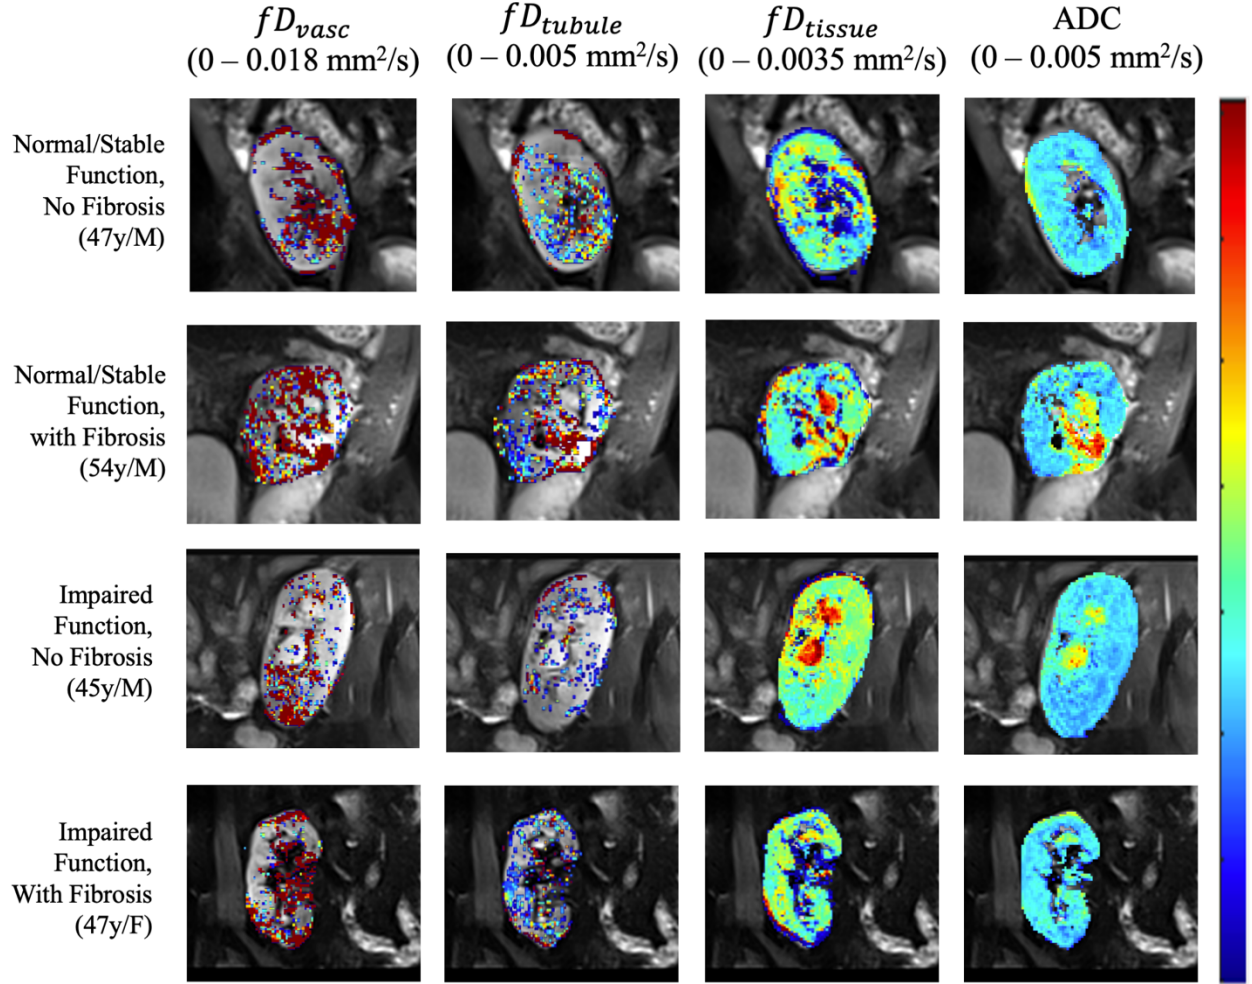 fD_vasc fD_tubule fD_tissue ADC
(0 – 0.018 mm²/s) (0 – 0.005 mm²/s) (0 – 0.0035 mm²/s) (0 – 0.005 mm²/s)
Normal/Stable
Function,
No Fibrosis
(47y/M)
Normal/Stable
Function,
with Fibrosis
(54y/M)
Impaired
Function,
No Fibrosis
(45y/M)
Impaired
Function,
With Fibrosis
(47y/F)